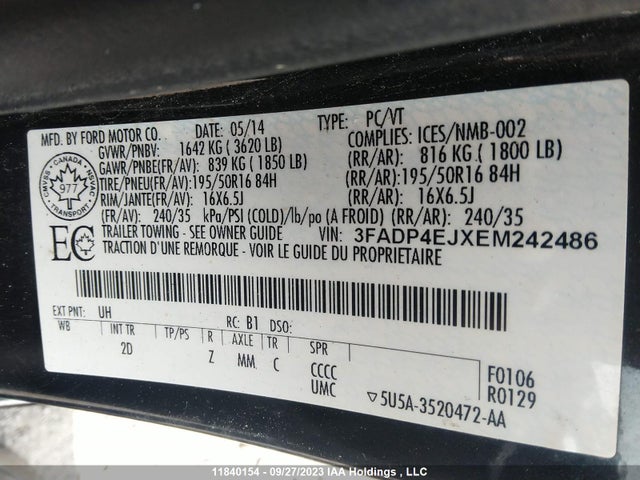 MFD. BY FORD MOTOR CO. DATE: 05/14 TYPE: PC/VT
GVWR/PNBV: 1642 KG ( 3620 LB) COMPLIES: ICES/NMB-002
GAWR/PNBE(FR/AV): 839 KG ( 1850 LB) (RR/AR): 816 KG ( 1800 LB)
TIRE/PNEU(FR/AV):195/50R16 84H (RR/AR):195/50R16 84H
RIM/JANTE(FR/AV): 16X6.5J (RR/AR): 16X6.5J
(FR/AV): 240/35 kPa/PSI (COLD)/lb/po (A FROID) / (RR/AR): 240/35
TRAILER TOWING - SEE OWNER GUIDE VIN: 3FADP4EJXEM242486
TRACTION D'UNE REMORQUE - VOIR LE GUIDE DU PROPRIETAIRE
CANADA
CMVSS
977
NSVAC
TRANSPORT
EC
EXT PNT: UH RC: B1 DSO:
WB INT TR TP/PS R AXLE TR SPR
2D Z MM C CCCC F0106
UMC ▽5U5A-3520472-AA R0129
11840154 - 09/27/2023 IAA Holdings , LLC